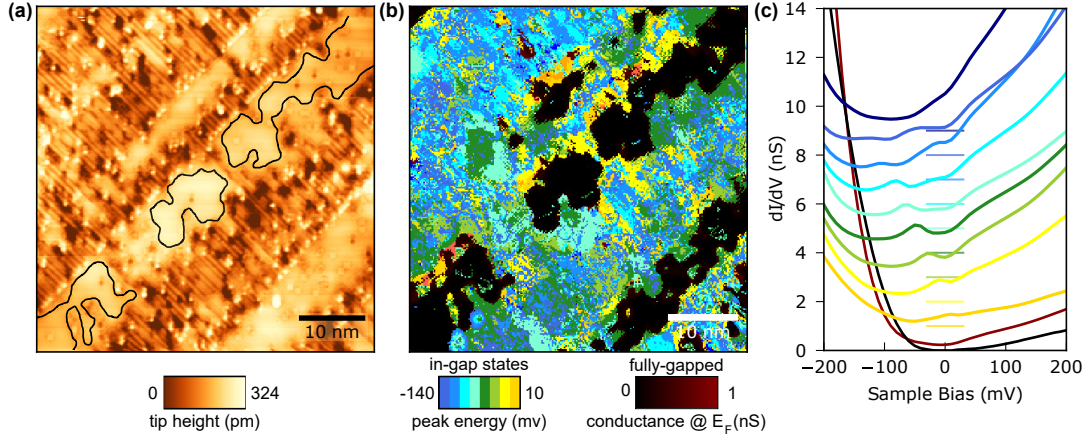 (a)
10 nm
0
324
tip height (pm)
(b)
10 nm
in-gap states
-140
10
peak energy (mv)
fully-gapped
0
1
conductance @ E_F(nS)
(c)
14
12
10
8
6
4
2
0
dI/dV (nS)
−200
−100
0
100
200
Sample Bias (mV)